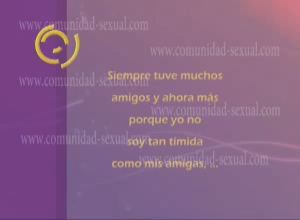 www.comunidad-sexual.com
www.comunidad-sexual.com
Siempre tuve muchos
www.comunidad-sexual.com
amigos y ahora más
www.comunidad-sexual.com
porque yo no
www.comunidad-sexual.com
soy tan tímida
como mis amigas, ...
www.comunidad-sexual.com
www.comunidad-sexual.com